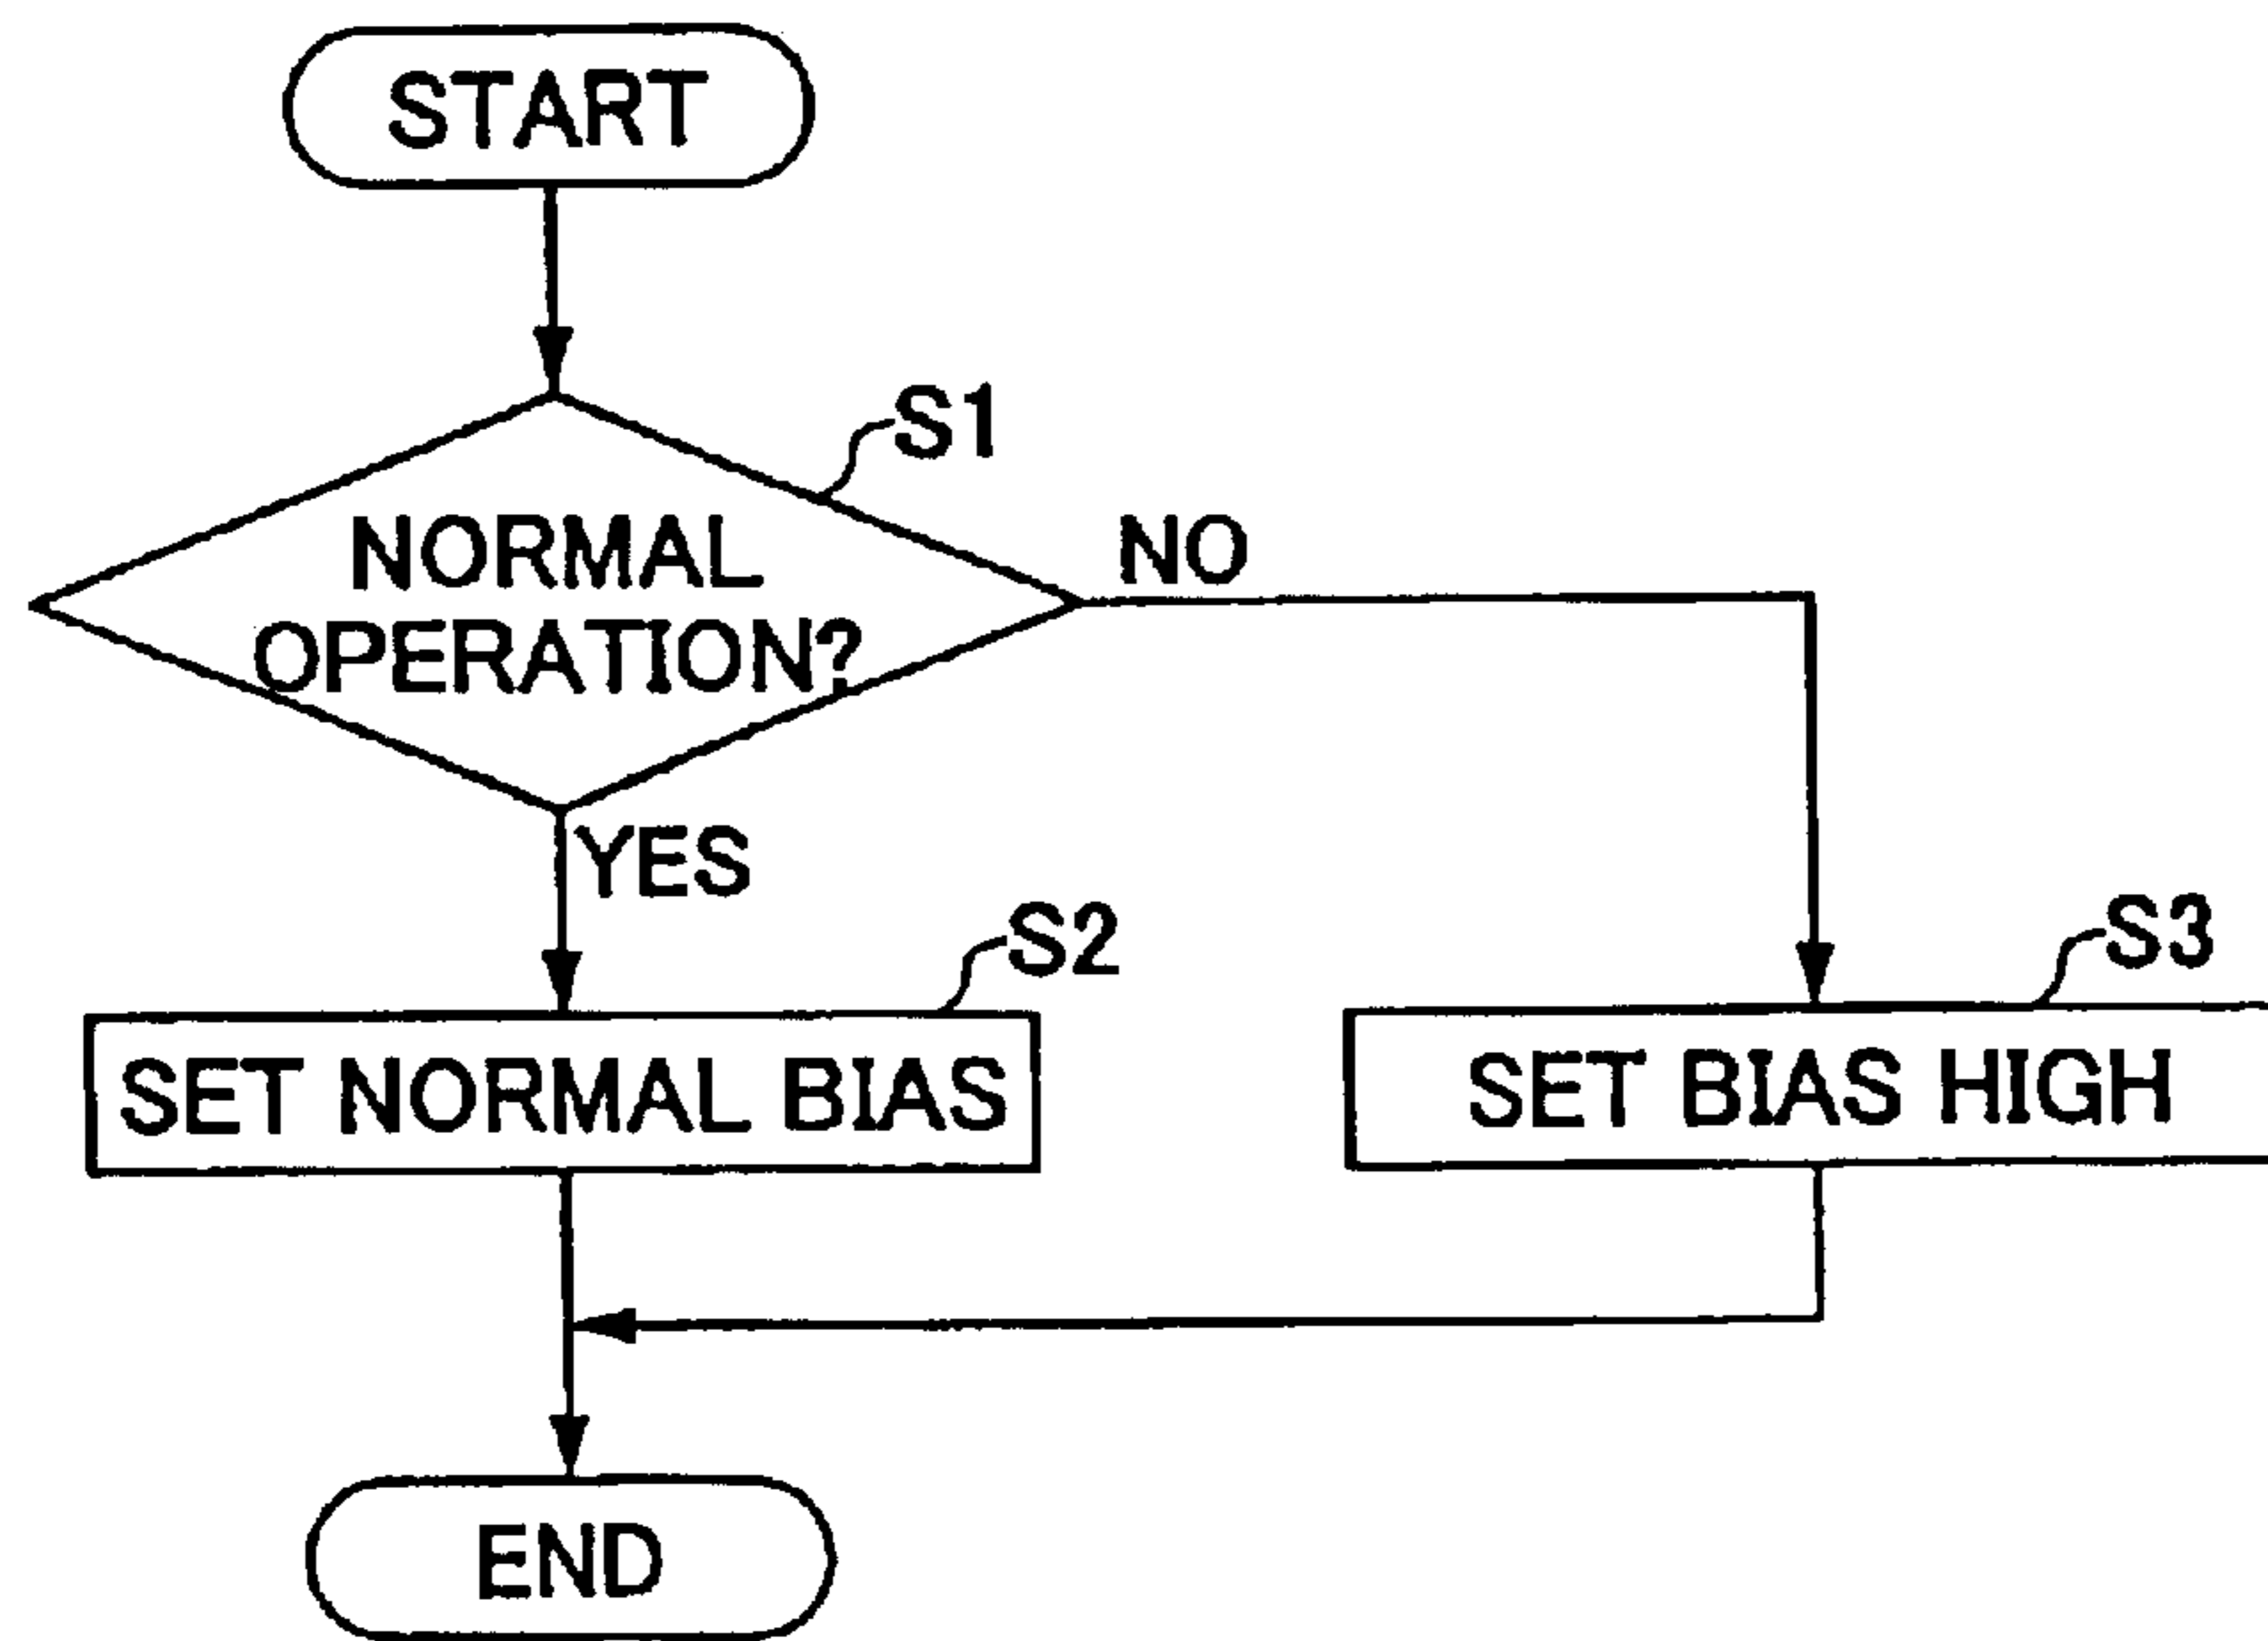 START
S1
NORMAL
OPERATION?
NO
YES
S2
S3
SET NORMAL BIAS
SET BIAS HIGH
END